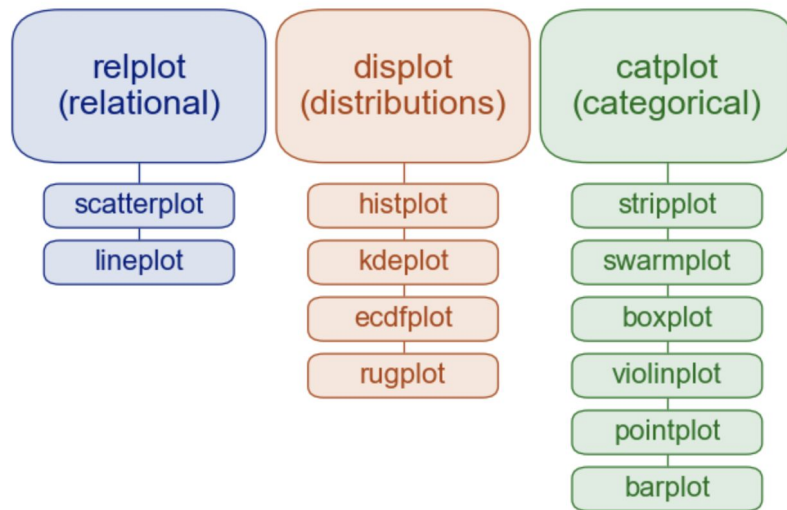 relplot
(relational)
scatterplot
lineplot
displot
(distributions)
histplot
kdeplot
ecdfplot
rugplot
catplot
(categorical)
stripplot
swarmplot
boxplot
violinplot
pointplot
barplot